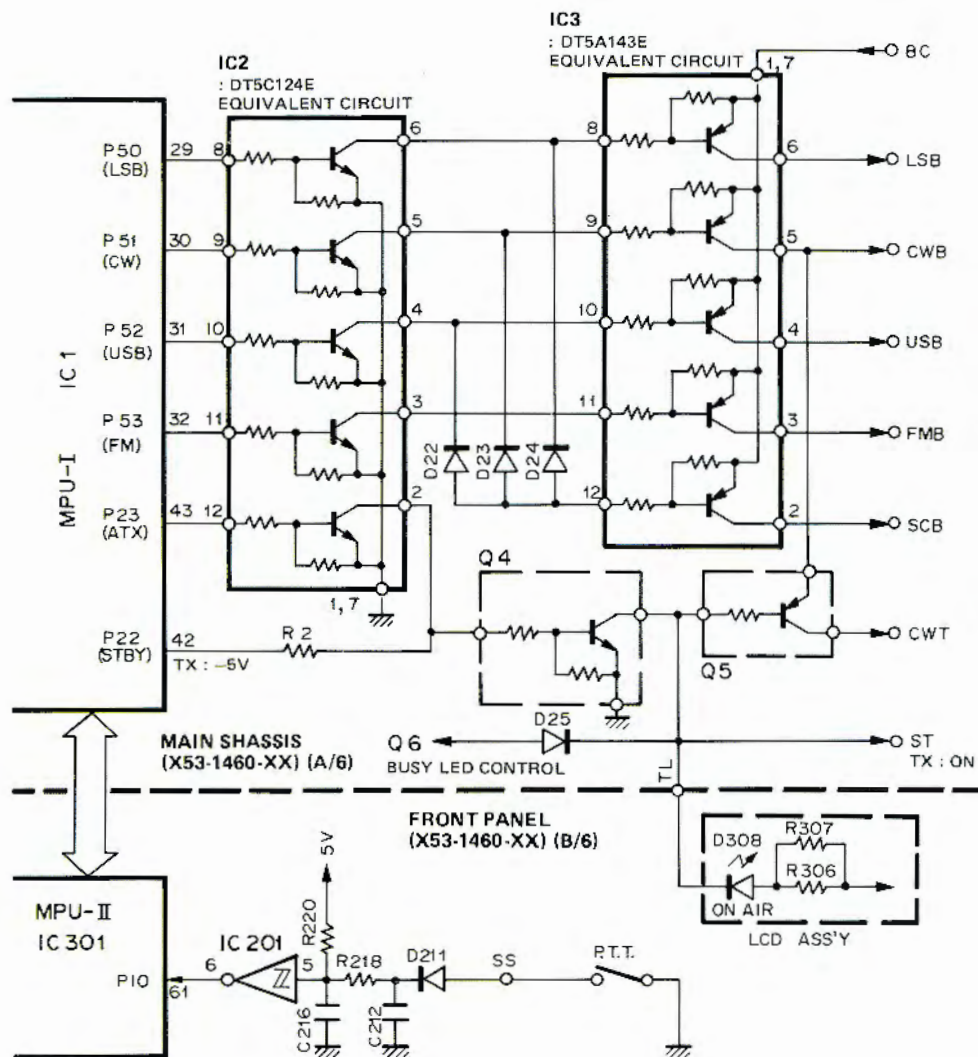 IC3
: DT5A143E
EQUIVALENT CIRCUIT
BC
1,7
IC2
: DT5C124E
EQUIVALENT CIRCUIT
P50
(LSB)
29
8
6
8
6
LSB
P51
(CW)
30
9
5
9
5
CWB
P52
(USB)
31
10
4
10
4
USB
MPU-I IC1
P53
(FM)
32
11
3
11
3
FMB
D22
D23
D24
P23
(ATX)
43
12
2
12
2
SCB
1,7
Q4
P22
(STBY)
42
R2
TX : -5V
Q5
CWT
D25
MAIN SHASSIS
(X53-1460-XX) (A/6)
Q6
BUSY LED CONTROL
ST
TX : ON
TL
FRONT PANEL
(X53-1460-XX) (B/6)
5V
R307
D308
R306
ON AIR
LCD ASS'Y
MPU-II
IC301
R220
IC201
P10
61
6
5
R218
D211
SS
P.T.T.
C216
C212